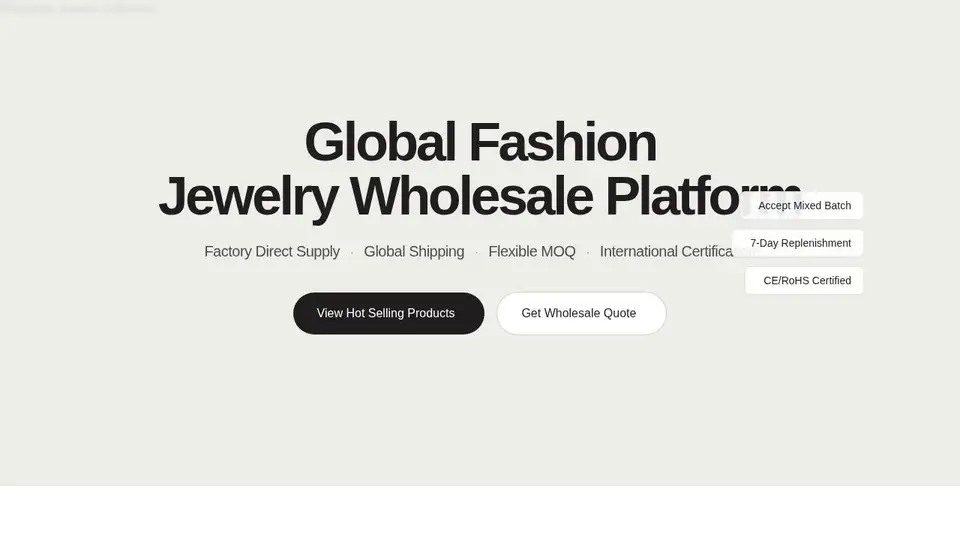 Global Fashion
Jewelry Wholesale Platform
Accept Mixed Batch
Factory Direct Supply · Global Shipping · Flexible MOQ · International
7-Day Replenishment
CE/RoHS Certified
View Hot Selling Products
Get Wholesale Quote